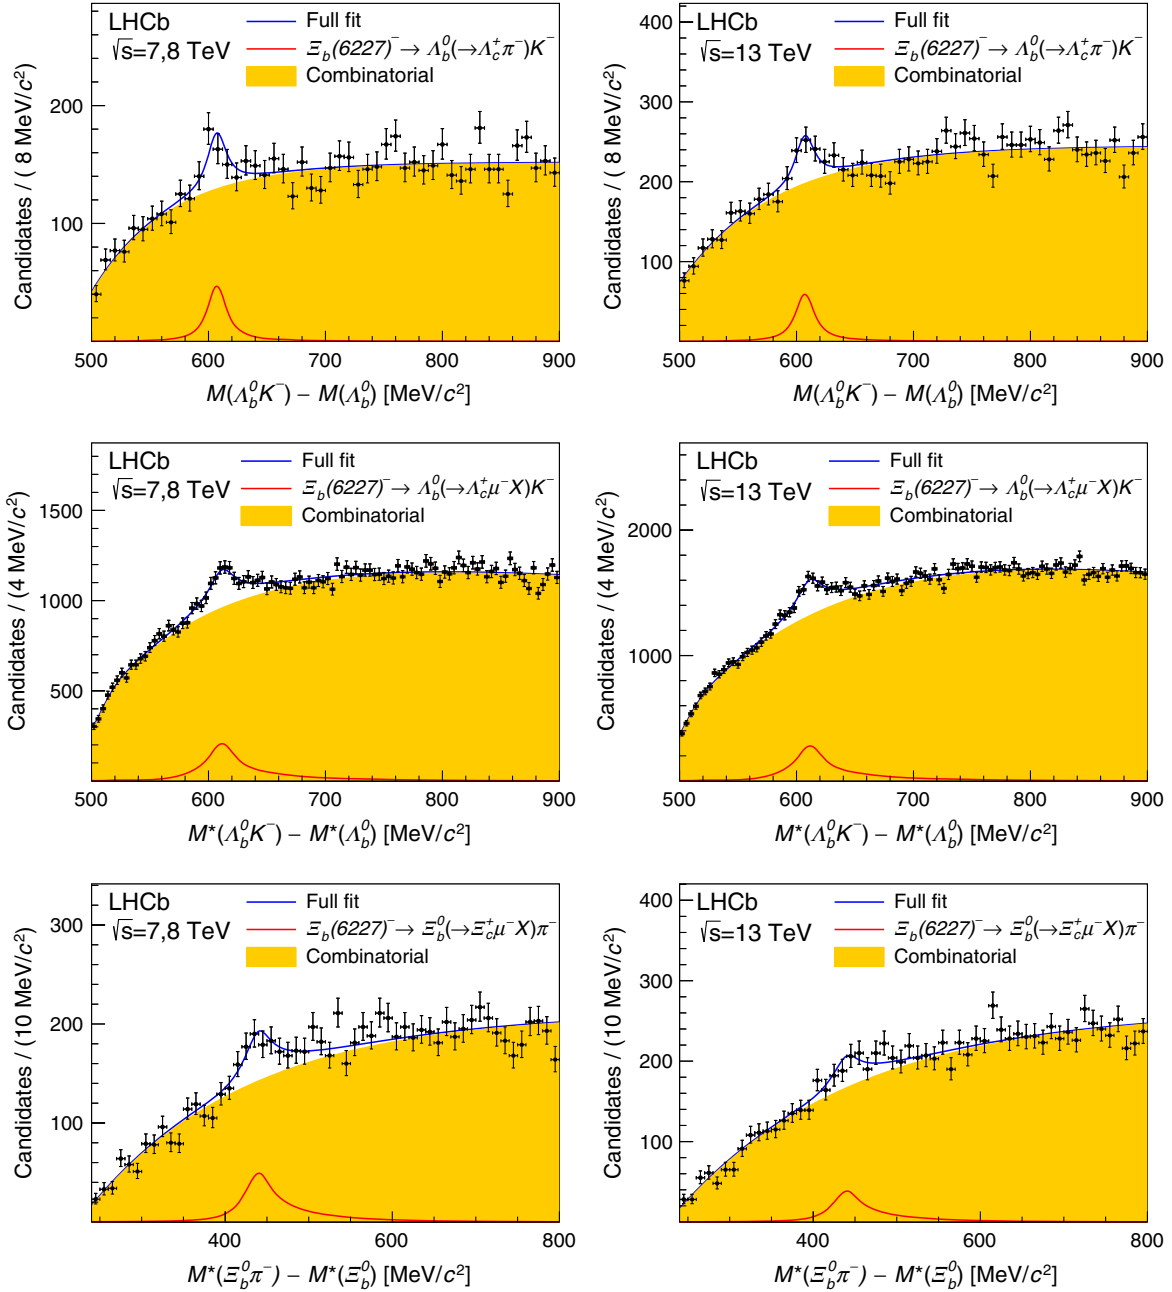 LHCb
√s=7,8 TeV
Full fit
Ξb(6227)⁻ → Λb⁰(→Λc⁺π⁻)K⁻
Combinatorial
Candidates / ( 8 MeV/c²)
200
100
500 600 700 800 900
M(Λb⁰K⁻) − M(Λb⁰) [MeV/c²]
LHCb
√s=13 TeV
Full fit
Ξb(6227)⁻ → Λb⁰(→Λc⁺π⁻)K⁻
Combinatorial
Candidates / ( 8 MeV/c²)
400
300
200
100
500 600 700 800 900
M(Λb⁰K⁻) − M(Λb⁰) [MeV/c²]
LHCb
√s=7,8 TeV
Full fit
Ξb(6227)⁻ → Λb⁰(→Λc⁺μ⁻X)K⁻
Combinatorial
Candidates / (4 MeV/c²)
1500
1000
500
500 600 700 800 900
M*(Λb⁰K⁻) − M*(Λb⁰) [MeV/c²]
LHCb
√s=13 TeV
Full fit
Ξb(6227)⁻ → Λb⁰(→Λc⁺μ⁻X)K⁻
Combinatorial
Candidates / (4 MeV/c²)
2000
1000
500 600 700 800 900
M*(Λb⁰K⁻) − M*(Λb⁰) [MeV/c²]
LHCb
√s=7,8 TeV
Full fit
Ξb(6227)⁻ → Ξb⁰(→Ξc⁺μ⁻X)π⁻
Combinatorial
Candidates / (10 MeV/c²)
300
200
100
400 600 800
M*(Ξb⁰π⁻) − M*(Ξb⁰) [MeV/c²]
LHCb
√s=13 TeV
Full fit
Ξb(6227)⁻ → Ξb⁰(→Ξc⁺μ⁻X)π⁻
Combinatorial
Candidates / (10 MeV/c²)
400
300
200
100
400 600 800
M*(Ξb⁰π⁻) − M*(Ξb⁰) [MeV/c²]